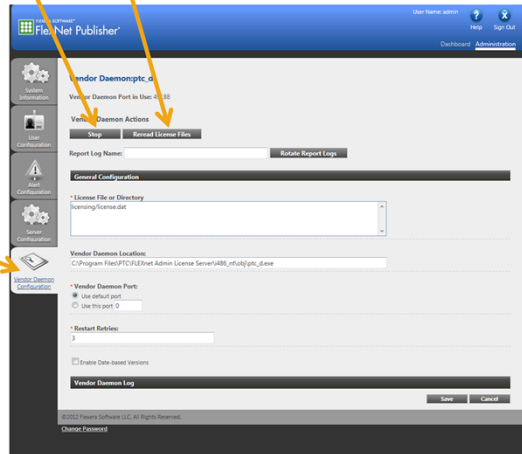 User Name: admin
FLEXERA SOFTWARE
FlexNet Publisher
Help
Sign Out
Dashboard
Administration
System Information
User Configuration
Alert Configuration
Server Configuration
Vendor Daemon Configuration
Vendor Daemon:ptc_d
Vendor Daemon Port in Use:
Vendor Daemon Actions
Stop
Reread License Files
Report Log Name:
Rotate Report Logs
General Configuration
* License File or Directory
licensing/license.dat
Vendor Daemon Location:
C:\Program Files\PTC\FLEXnet Admin License Server\i486_nt\obj\ptc_d.exe
* Vendor Daemon Port:
Use default port
Use this port 0
* Restart Retries:
3
Enable Date-based Versions
Vendor Daemon Log
Save
Cancel
©2012 Flexera Software LLC. All Rights Reserved.
Change Password